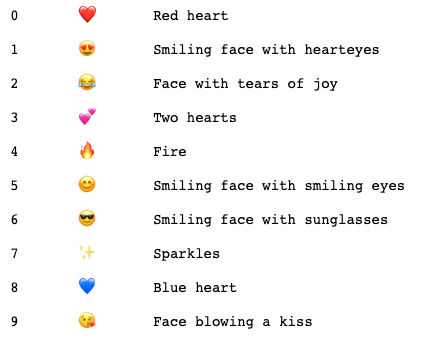 0 ❤️ Red heart
1 😍 Smiling face with hearteyes
2 😂 Face with tears of joy
3 💕 Two hearts
4 🔥 Fire
5 😊 Smiling face with smiling eyes
6 😎 Smiling face with sunglasses
7 ✨ Sparkles
8 💙 Blue heart
9 😘 Face blowing a kiss